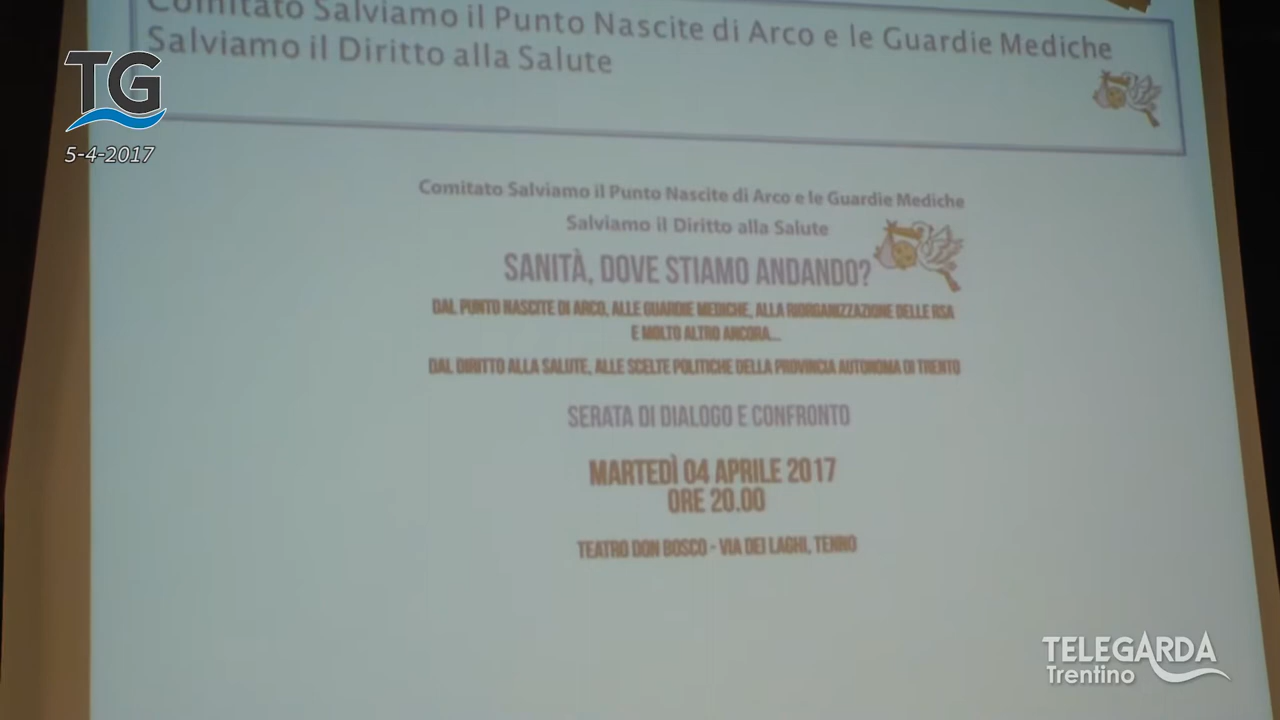 Comitato Salviamo il Punto Nascite di Arco e le Guardie Mediche
Salviamo il Diritto alla Salute
TG
5-4-2017
Comitato Salviamo il Punto Nascite di Arco e le Guardie Mediche
Salviamo il Diritto alla Salute
SANITÀ, DOVE STIAMO ANDANDO?
DAL PUNTO NASCITE DI ARCO, ALLE GUARDIE MEDICHE, ALLA RIORGANIZZAZIONE DELLE RSA
E MOLTO ALTRO ANCORA...
DAL DIRITTO ALLA SALUTE, ALLE SCELTE POLITICHE DELLA PROVINCIA AUTONOMA DI TRENTO
SERATA DI DIALOGO E CONFRONTO
MARTEDÌ 04 APRILE 2017
ORE 20.00
TEATRO DON BOSCO - VIA DEI LAGHI, TENNO
TELEGARDA
Trentino